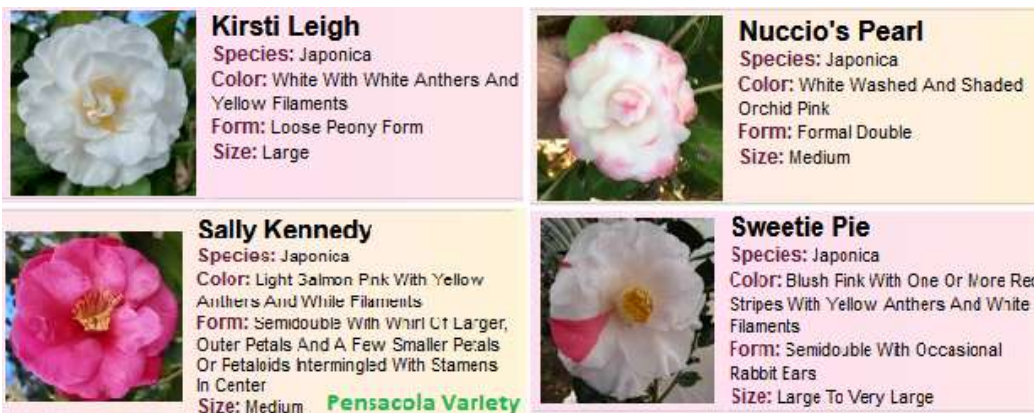 Kirsti Leigh
Species: Japonica
Color: White With White Anthers And
Yellow Filaments
Form: Loose Peony Form
Size: Large
Nuccio's Pearl
Species: Japonica
Color: White Washed And Shaded
Orchid Pink
Form: Formal Double
Size: Medium
Sally Kennedy
Species: Japonica
Color: Light Salmon Pink With Yellow
Anthers And White Filaments
Form: Semidouble With Whirl Of Larger,
Outer Petals And A Few Smaller Petals
Or Petaloids Intermingled With Stamens
In Center
Size: Medium Pensacola Variety
Sweetie Pie
Species: Japonica
Color: Blush Pink With One Or More Red
Stripes With Yellow Anthers And White
Filaments
Form: Semidouble With Occasional
Rabbit Ears
Size: Large To Very Large